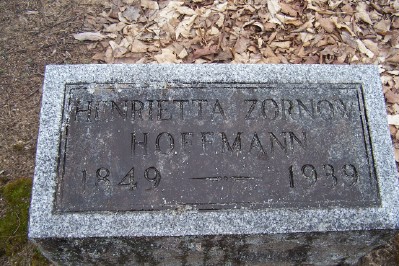 HENRIETTA ZORNOW
HOFFMANN
1849 — 1939